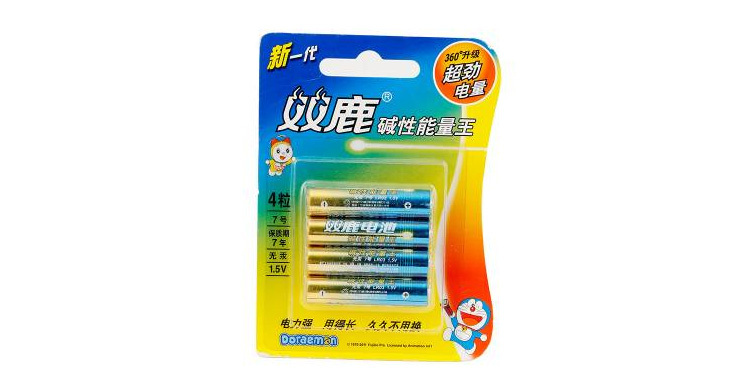 新一代
360°升级
超劲
电量
双鹿®
碱性能量王
4粒
7号
保质期
7年
无汞
1.5V
双鹿电池
电力强 用得长 久久不用换
Doraemon